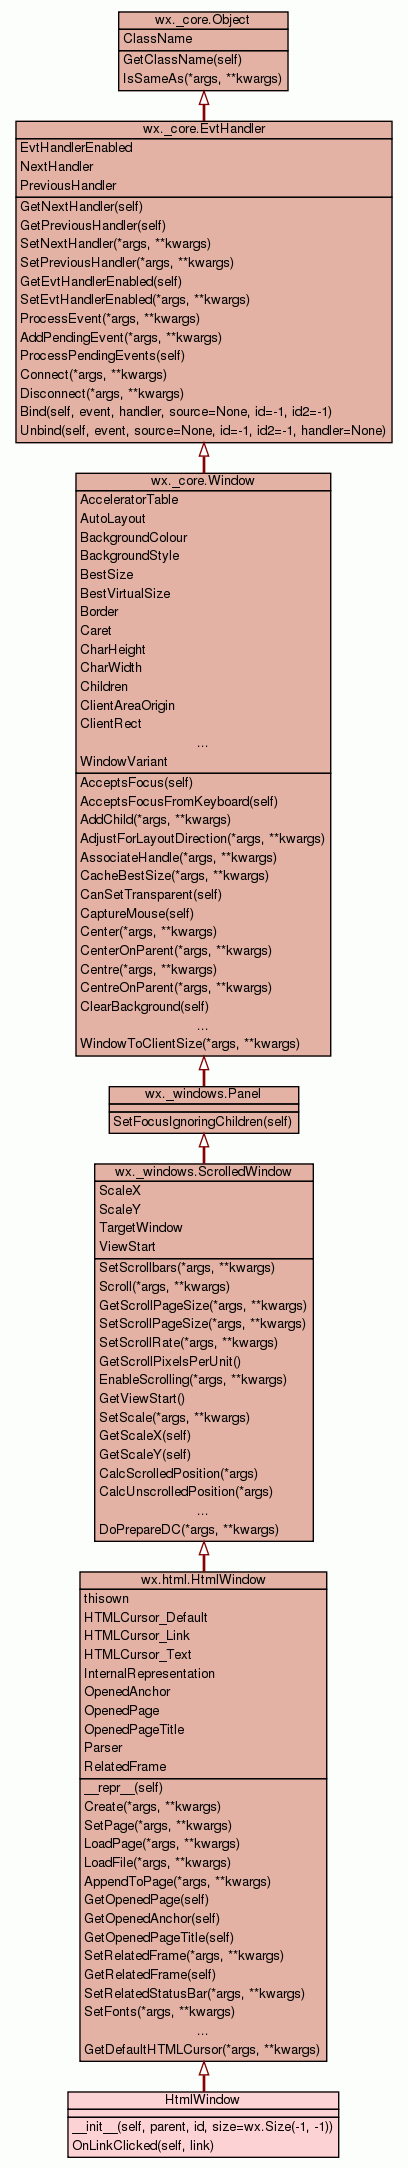 wx._core.Object
ClassName
GetClassName(self)
IsSameAs(*args, **kwargs)
wx._core.EvtHandler
EvtHandlerEnabled
NextHandler
PreviousHandler
GetNextHandler(self)
GetPreviousHandler(self)
SetNextHandler(*args, **kwargs)
SetPreviousHandler(*args, **kwargs)
GetEvtHandlerEnabled(self)
SetEvtHandlerEnabled(*args, **kwargs)
ProcessEvent(*args, **kwargs)
AddPendingEvent(*args, **kwargs)
ProcessPendingEvents(self)
Connect(*args, **kwargs)
Disconnect(*args, **kwargs)
Bind(self, event, handler, source=None, id=-1, id2=-1)
Unbind(self, event, source=None, id=-1, id2=-1, handler=None)
wx._core.Window
AcceleratorTable
AutoLayout
BackgroundColour
BackgroundStyle
BestSize
BestVirtualSize
Border
Caret
CharHeight
CharWidth
Children
ClientAreaOrigin
ClientRect
...
WindowVariant
AcceptsFocus(self)
AcceptsFocusFromKeyboard(self)
AddChild(*args, **kwargs)
AdjustForLayoutDirection(*args, **kwargs)
AssociateHandle(*args, **kwargs)
CacheBestSize(*args, **kwargs)
CanSetTransparent(self)
CaptureMouse(self)
Center(*args, **kwargs)
CenterOnParent(*args, **kwargs)
Centre(*args, **kwargs)
CentreOnParent(*args, **kwargs)
ClearBackground(self)
...
WindowToClientSize(*args, **kwargs)
wx._windows.Panel
SetFocusIgnoringChildren(self)
wx._windows.ScrolledWindow
ScaleX
ScaleY
TargetWindow
ViewStart
SetScrollbars(*args, **kwargs)
Scroll(*args, **kwargs)
GetScrollPageSize(*args, **kwargs)
SetScrollPageSize(*args, **kwargs)
SetScrollRate(*args, **kwargs)
GetScrollPixelsPerUnit()
EnableScrolling(*args, **kwargs)
GetViewStart()
SetScale(*args, **kwargs)
GetScaleX(self)
GetScaleY(self)
CalcScrolledPosition(*args)
CalcUnscrolledPosition(*args)
...
DoPrepareDC(*args, **kwargs)
wx.html.HtmlWindow
thisown
HTMLCursor_Default
HTMLCursor_Link
HTMLCursor_Text
InternalRepresentation
OpenedAnchor
OpenedPage
OpenedPageTitle
Parser
RelatedFrame
__repr__(self)
Create(*args, **kwargs)
SetPage(*args, **kwargs)
LoadPage(*args, **kwargs)
LoadFile(*args, **kwargs)
AppendToPage(*args, **kwargs)
GetOpenedPage(self)
GetOpenedAnchor(self)
GetOpenedPageTitle(self)
SetRelatedFrame(*args, **kwargs)
GetRelatedFrame(self)
SetRelatedStatusBar(*args, **kwargs)
SetFonts(*args, **kwargs)
...
GetDefaultHTMLCursor(*args, **kwargs)
HtmlWindow
__init__(self, parent, id, size=wx.Size(-1, -1))
OnLinkClicked(self, link)